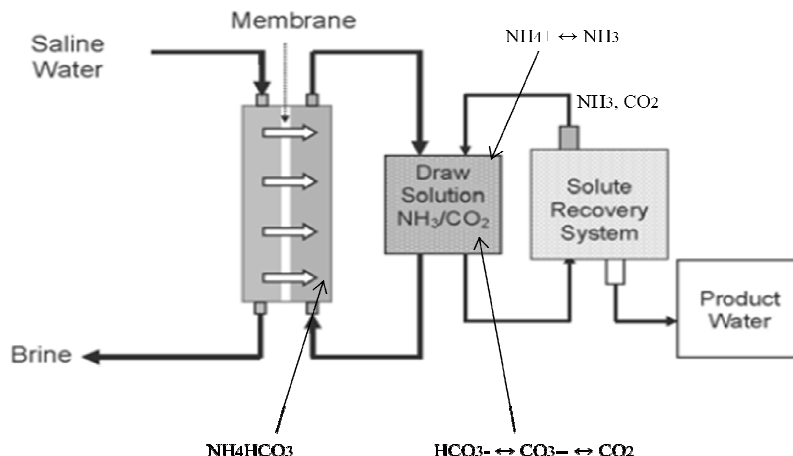 Membrane
Saline
Water
NH4+ ↔ NH3
NH3, CO2
Draw
Solution
NH₃/CO₂
Solute
Recovery
System
Product
Water
Brine
NH4HCO3
HCO3- ↔ CO3-- ↔ CO2